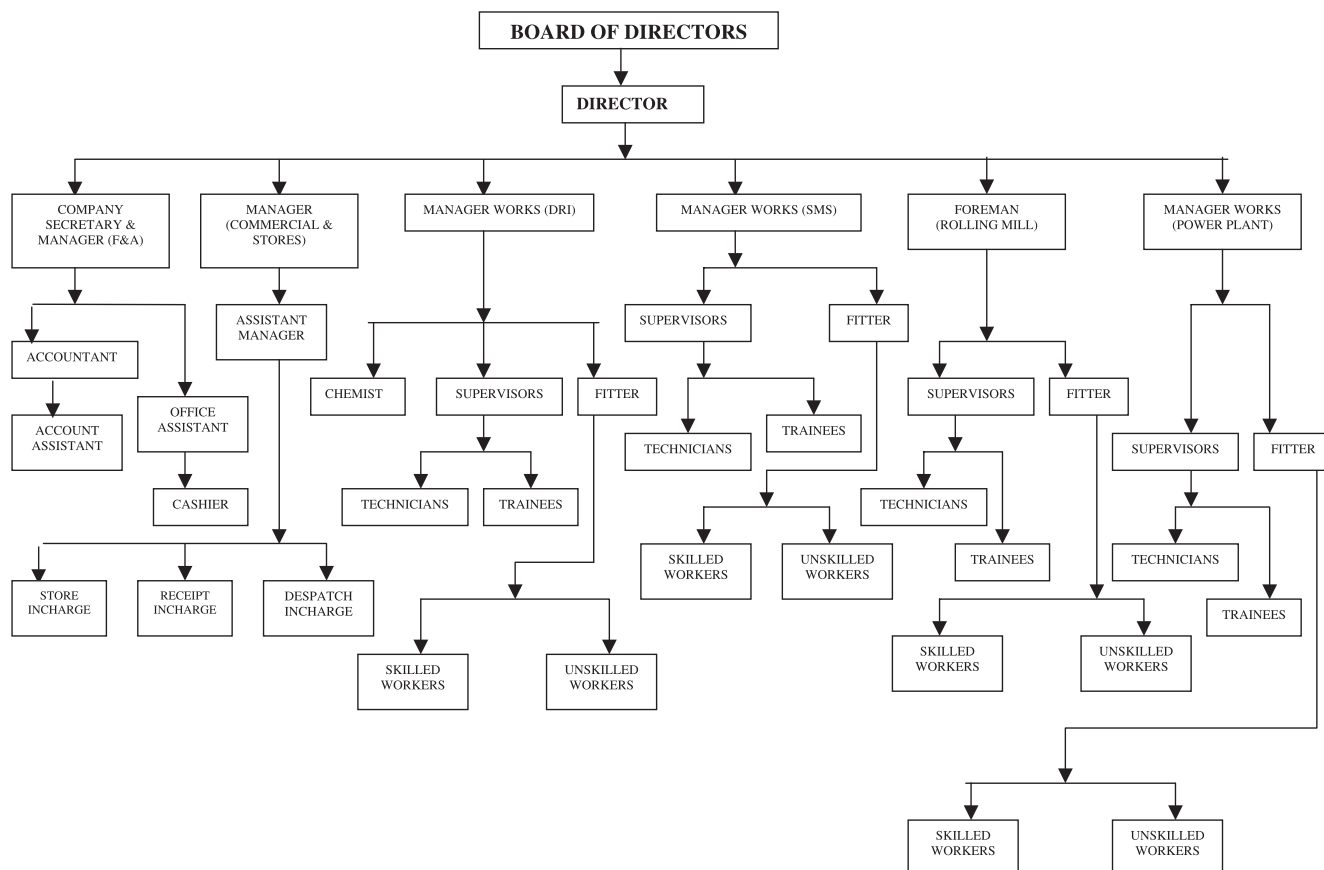 BOARD OF DIRECTORS
DIRECTOR
COMPANY
SECRETARY &
MANAGER (F&A)
MANAGER
(COMMERCIAL &
STORES)
MANAGER WORKS (DRI)
MANAGER WORKS (SMS)
FOREMAN
(ROLLING MILL)
MANAGER WORKS
(POWER PLANT)
ACCOUNTANT
ACCOUNT
ASSISTANT
OFFICE
ASSISTANT
CASHIER
ASSISTANT
MANAGER
STORE
INCHARGE
RECEIPT
INCHARGE
DESPATCH
INCHARGE
CHEMIST
SUPERVISORS
FITTER
TECHNICIANS
TRAINEES
SKILLED
WORKERS
UNSKILLED
WORKERS
SUPERVISORS
FITTER
TECHNICIANS
TRAINEES
SKILLED
WORKERS
UNSKILLED
WORKERS
SUPERVISORS
FITTER
TECHNICIANS
TRAINEES
SKILLED
WORKERS
UNSKILLED
WORKERS
SUPERVISORS
FITTER
TECHNICIANS
TRAINEES
SKILLED
WORKERS
UNSKILLED
WORKERS